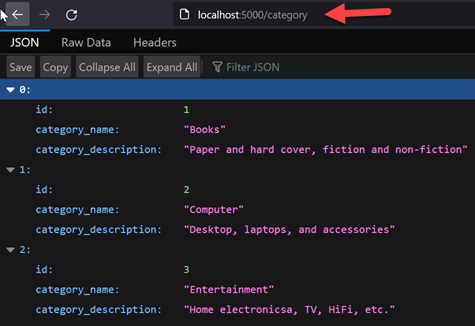 localhost:5000/category
JSON Raw Data Headers
Save Copy Collapse All Expand All Filter JSON
0:
id: 1
category_name: "Books"
category_description: "Paper and hard cover, fiction and non-fiction"
1:
id: 2
category_name: "Computer"
category_description: "Desktop, laptops, and accessories"
2:
id: 3
category_name: "Entertainment"
category_description: "Home electronicsa, TV, HiFi, etc."